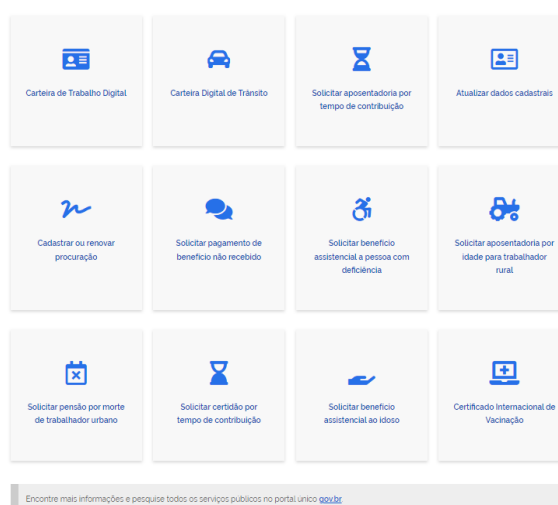 Carteira de Trabalho Digital
Carteira Digital de Trânsito
Solicitar aposentadoria por
tempo de contribuição
Atualizar dados cadastrais
Cadastrar ou renovar
procuração
Solicitar pagamento de
benefício não recebido
Solicitar benefício
assistencial a pessoa com
deficiência
Solicitar aposentadoria por
idade para trabalhador
rural
Solicitar pensão por morte
de trabalhador urbano
Solicitar certidão por
tempo de contribuição
Solicitar benefício
assistencial ao idoso
Certificado Internacional de
Vacinação
Encontre mais informações e pesquise todos os serviços públicos no portal único gov.br